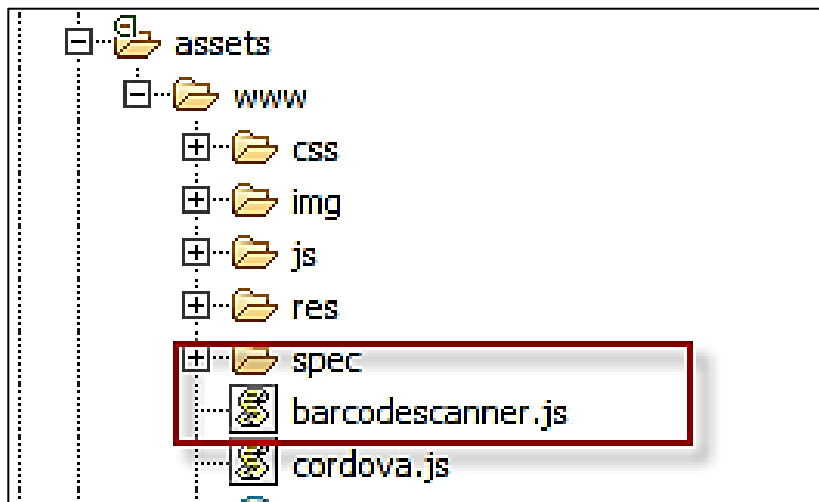 assets
www
css
img
js
res
spec
barcodescanner.js
cordova.js